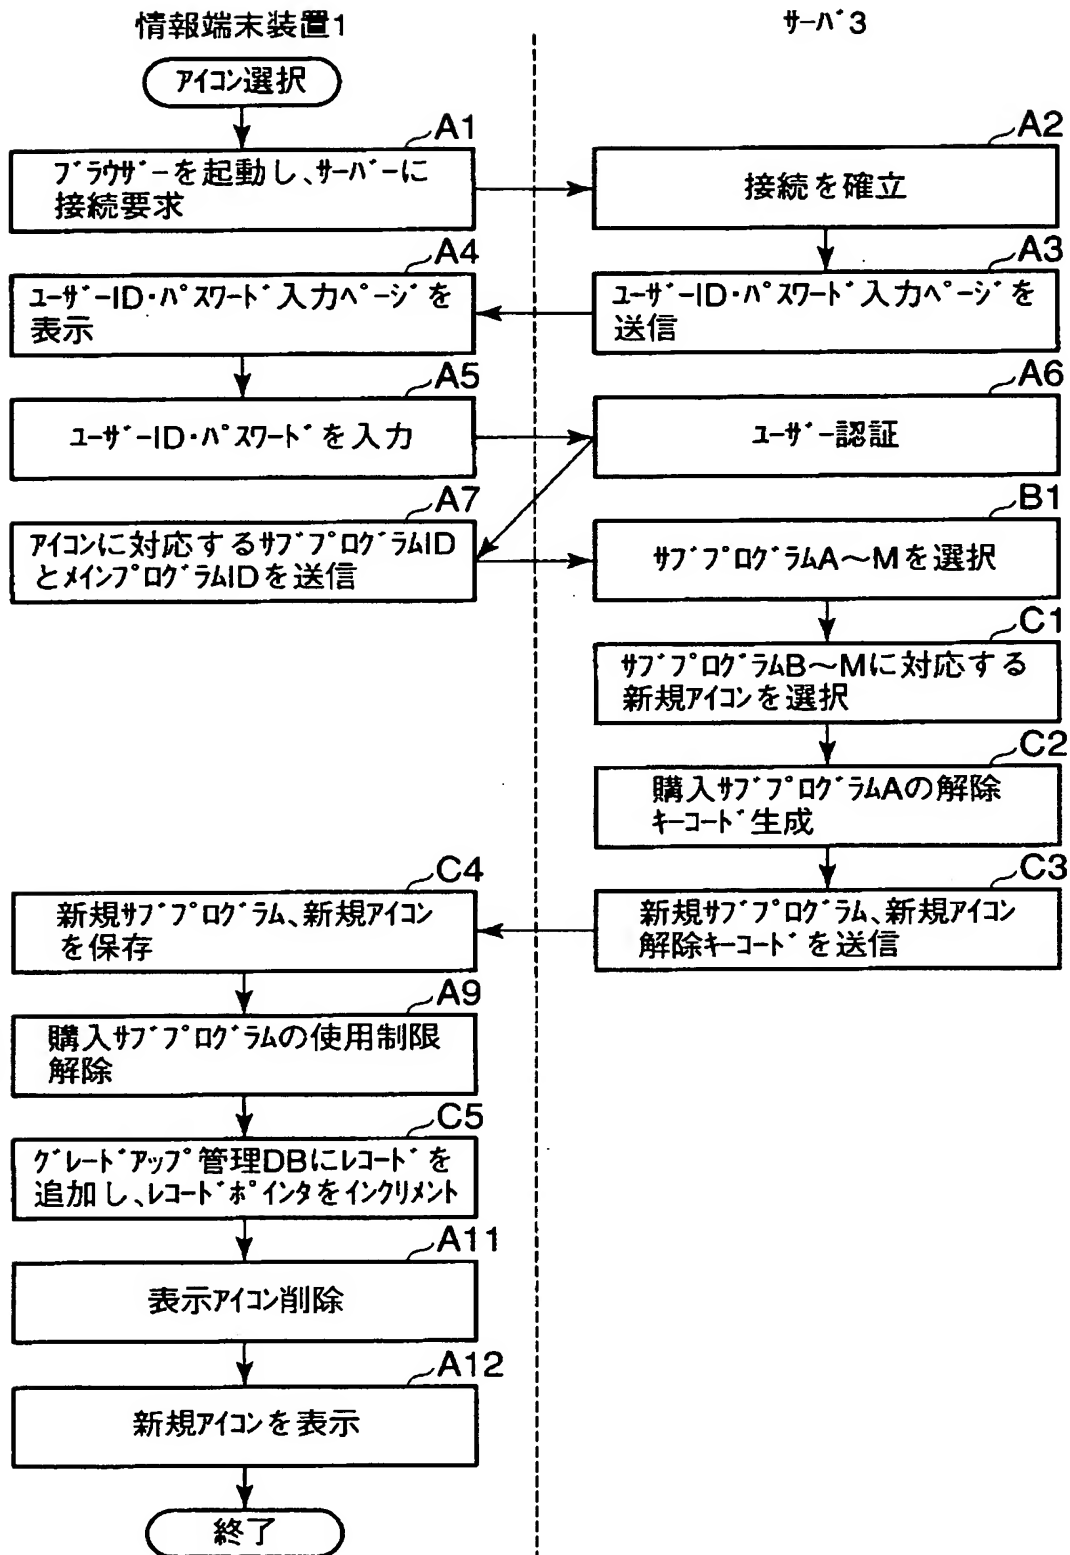 情報端末装置1
サーバ3
アイコン選択
A1
ブラウザーを起動し、サーバーに
接続要求
A2
接続を確立
A3
ユーザーID・パスワード入力ページを
送信
A4
ユーザーID・パスワード入力ページを
表示
A5
ユーザーID・パスワードを入力
A6
ユーザー認証
A7
アイコンに対応するサブプログラムID
とメインプログラムIDを送信
B1
サブプログラムA～Mを選択
C1
サブプログラムB～Mに対応する
新規アイコンを選択
C2
購入サブプログラムAの解除
キーコード生成
C3
新規サブプログラム、新規アイコン
解除キーコードを送信
C4
新規サブプログラム、新規アイコン
を保存
A9
購入サブプログラムの使用制限
解除
C5
グレードアップ管理DBにレコードを
追加し、レコードポインタをインクリメント
A11
表示アイコン削除
A12
新規アイコンを表示
終了